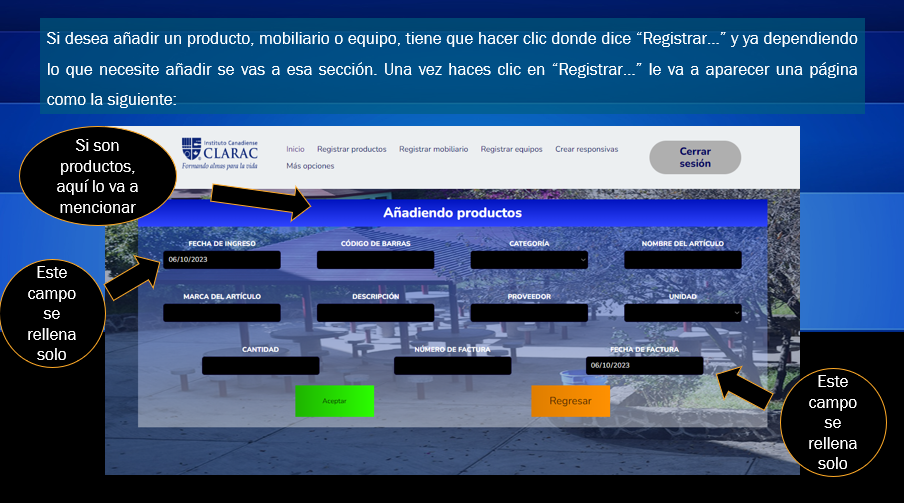 Si desea añadir un producto, mobiliario o equipo, tiene que hacer clic donde dice “Registrar…” y ya dependiendo
lo que necesite añadir se vas a esa sección. Una vez haces clic en “Registrar…” le va a aparecer una página
como la siguiente:
Si son
productos,
aquí lo va a
mencionar
Instituto Canadiense
CLARAC
Formando almas para la vida
Inicio Registrar productos Registrar mobiliario Registrar equipos Crear responsivas
Más opciones
Cerrar
sesión
Añadiendo productos
FECHA DE INGRESO CÓDIGO DE BARRAS CATEGORÍA NOMBRE DEL ARTÍCULO
06/10/2023
MARCA DEL ARTÍCULO DESCRIPCIÓN PROVEEDOR UNIDAD
CANTIDAD NÚMERO DE FACTURA FECHA DE FACTURA
06/10/2023
Aceptar Regresar
Este
campo
se
rellena
solo
Este
campo
se
rellena
solo